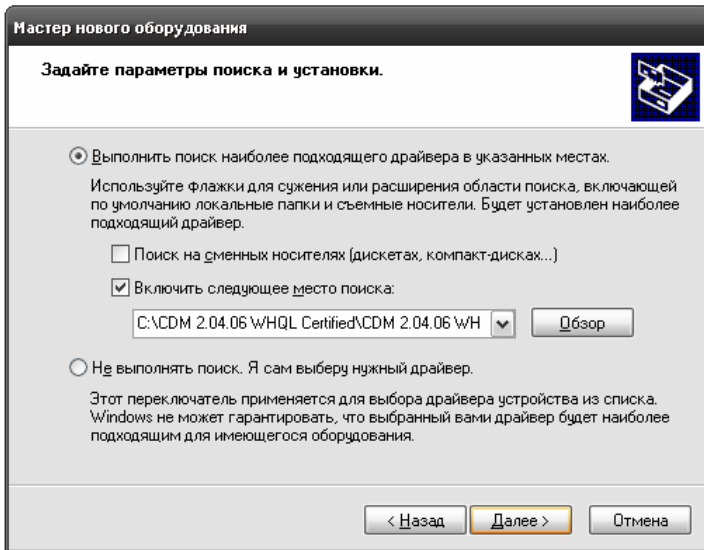 Мастер нового оборудования
Задайте параметры поиска и установки.
Выполнить поиск наиболее подходящего драйвера в указанных местах.
Используйте флажки для сужения или расширения области поиска, включающей
по умолчанию локальные папки и съемные носители. Будет установлен наиболее
подходящий драйвер.
Поиск на сменных носителях (дискетах, компакт-дисках...)
Включить следующее место поиска:
C:\CDM 2.04.06 WHQL Certified\CDM 2.04.06 WH
Обзор
Не выполнять поиск. Я сам выберу нужный драйвер.
Этот переключатель применяется для выбора драйвера устройства из списка.
Windows не может гарантировать, что выбранный вами драйвер будет наиболее
подходящим для имеющегося оборудования.
< Назад Далее > Отмена